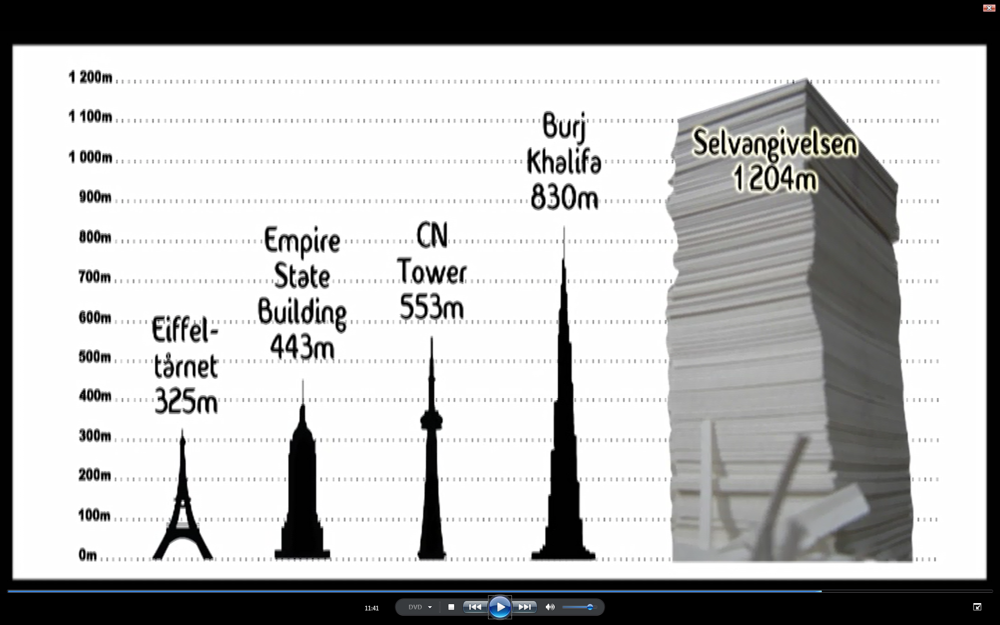 1 200m
1 100m
1 000m
900m
800m
700m
600m
500m
400m
300m
200m
100m
0m
Eiffel-
tårnet
325m
Empire
State
Building
443m
CN
Tower
553m
Burj
Khalifa
830m
Selvangivelsen
1 204m
11:41
DVD